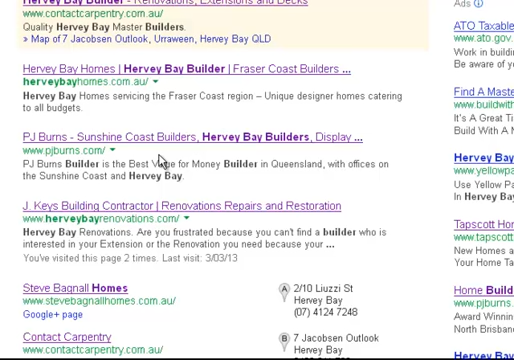 Hervey Bay Builder - Renovations, Extensions and Decks
www.contactcarpentry.com.au/
Quality Hervey Bay Master Builders.
» Map of 7 Jacobsen Outlook, Urraween, Hervey Bay QLD
Hervey Bay Homes | Hervey Bay Builder | Fraser Coast Builders ...
herveybayhomes.com.au/
Hervey Bay Homes servicing the Fraser Coast region – Unique designer homes catering
to all budgets.
PJ Burns - Sunshine Coast Builders, Hervey Bay Builders, Display ...
www.pjburns.com/
PJ Burns Builder is the Best Value for Money Builder in Queensland, with offices on
the Sunshine Coast and Hervey Bay.
J. Keys Building Contractor | Renovations Repairs and Restoration
www.herveybayrenovations.com/
Hervey Bay Renovations. Are you frustrated because you can't find a builder who is
interested in your Extension or the Renovation you need because your ...
You've visited this page 2 times. Last visit: 3/03/13
Steve Bagnall Homes
www.stevebagnallhomes.com.au/
Google+ page
A
2/10 Liuzzi St
Hervey Bay
(07) 4124 7248
Contact Carpentry
www.contactcarpentry.com.au/
B
7 Jacobsen Outlook
Hervey Bay
Ads
ATO Taxable
www.ato.gov.
Work in buildin
Be aware of y
Find A Maste
www.buildwith
It's A Great Ti
Build With A N
Hervey Bay
www.yellowpa
Use Yellow Pa
In Hervey Bay
Tapscott Hor
www.tapscott
New Homes a
Your Home Ta
Home Build
www.pjburns.
Award Winnin
North Brisban
Hervey Bay